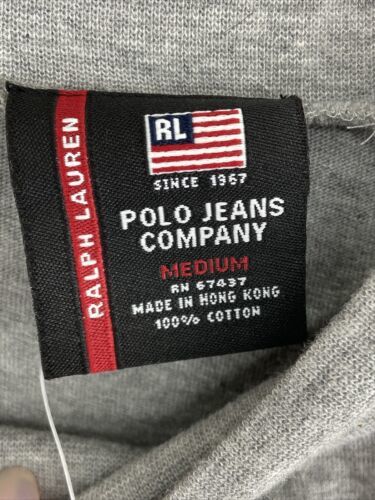 RALPH LAUREN
RL
SINCE 1967
POLO JEANS
COMPANY
MEDIUM
RN 67437
MADE IN HONG KONG
100% COTTON